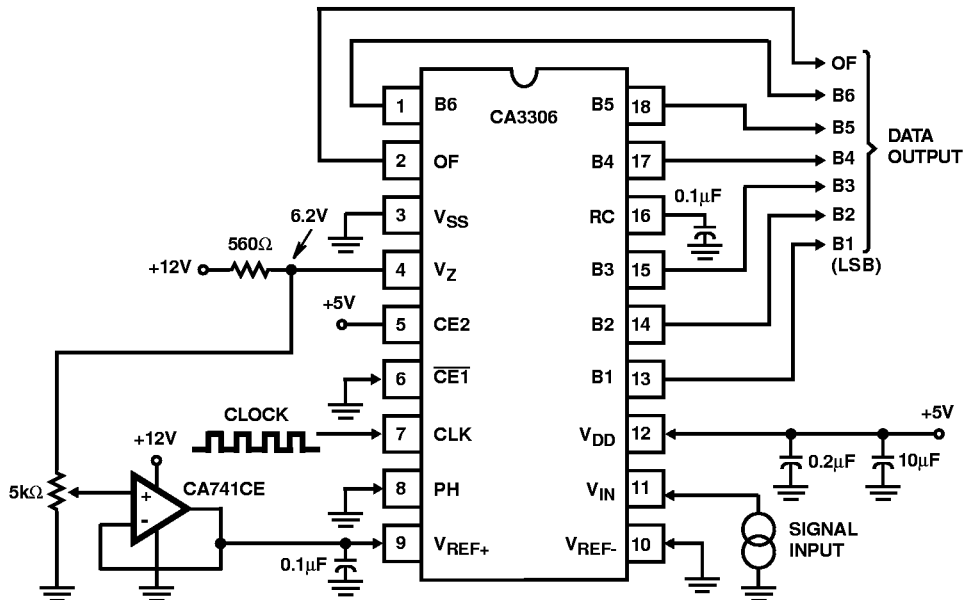 CA3306
1 B6
2 OF
3 VSS
4 VZ
5 CE2
6 CE1
7 CLK
8 PH
9 VREF+
B5 18
B4 17
RC 16
B3 15
B2 14
B1 13
VDD 12
VIN 11
VREF- 10
OF
B6
B5
B4
B3
B2
B1
(LSB)
DATA
OUTPUT
0.1μF
6.2V
560Ω
+12V
+5V
CLOCK
+12V
5kΩ
CA741CE
+
-
0.1μF
+5V
0.2μF
10μF
SIGNAL
INPUT